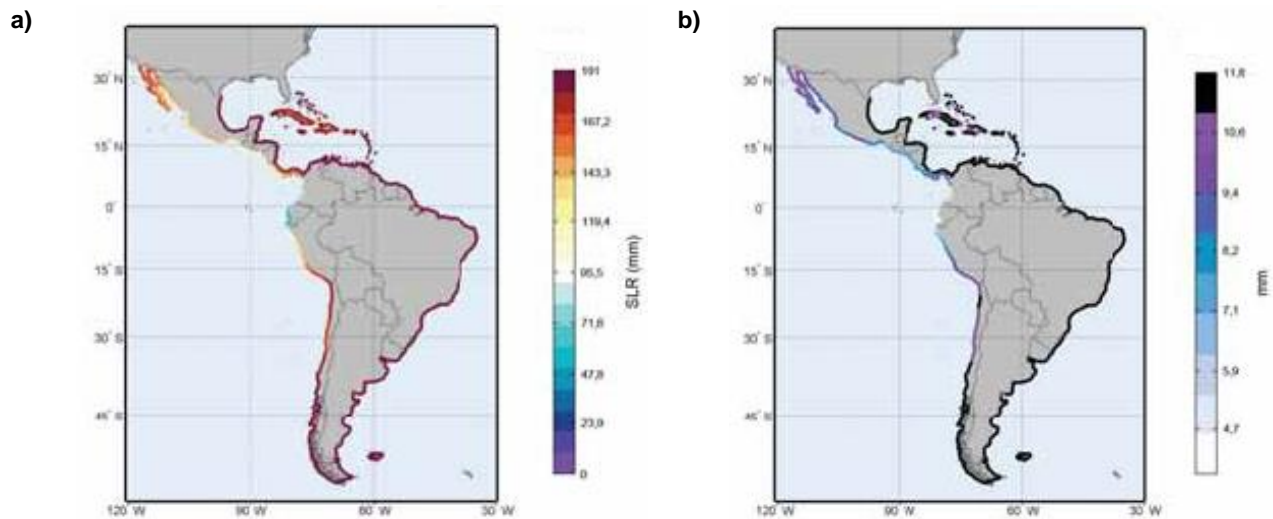 a)
b)
30° N
15° N
0°
15° S
30° S
45° S
120° W
90° W
60° W
30° W
191
167,2
143,3
119,4
95,5
71,6
47,8
23,9
0
SLR (mm)
30° N
15° N
0°
15° S
30° S
45° S
120° W
90° W
60° W
30° W
11,8
10,6
9,4
8,2
7,1
5,9
4,7
mm